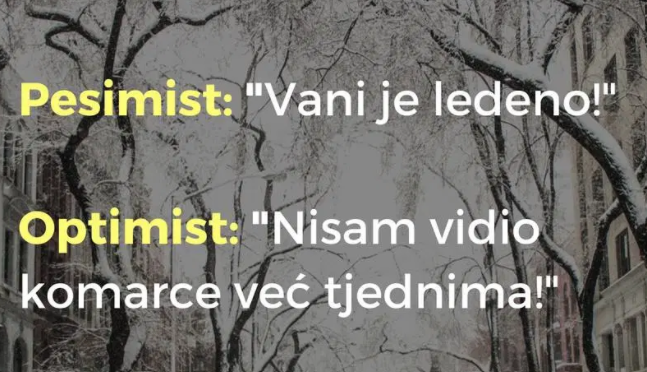 Pesimist: "Vani je ledeno!"
Optimist: "Nisam vidio
komarce već tjednima!"